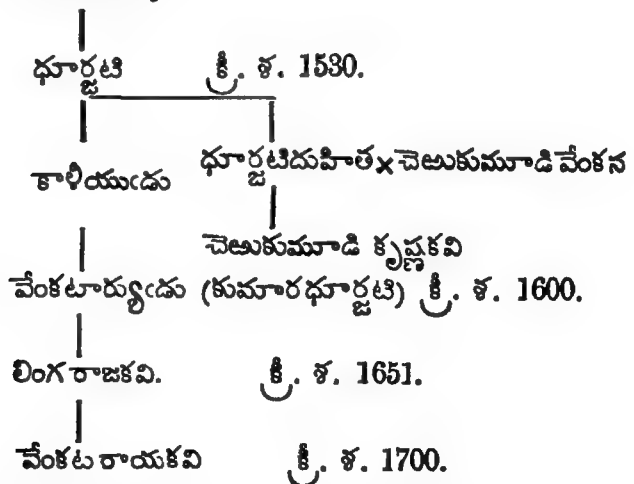 ధూర్జటి క్రీ. శ. 1530.
కాళీయుఁడు ధూర్జటిదుహిత×చెఱుకుమూడి వేంకన
చెఱుకుమూడి కృష్ణకవి
వేంకటార్యుఁడు (కుమారధూర్జటి) క్రీ. శ. 1600.
లింగరాజకవి. క్రీ. శ. 1651.
వేంకటరాయకవి క్రీ. శ. 1700.